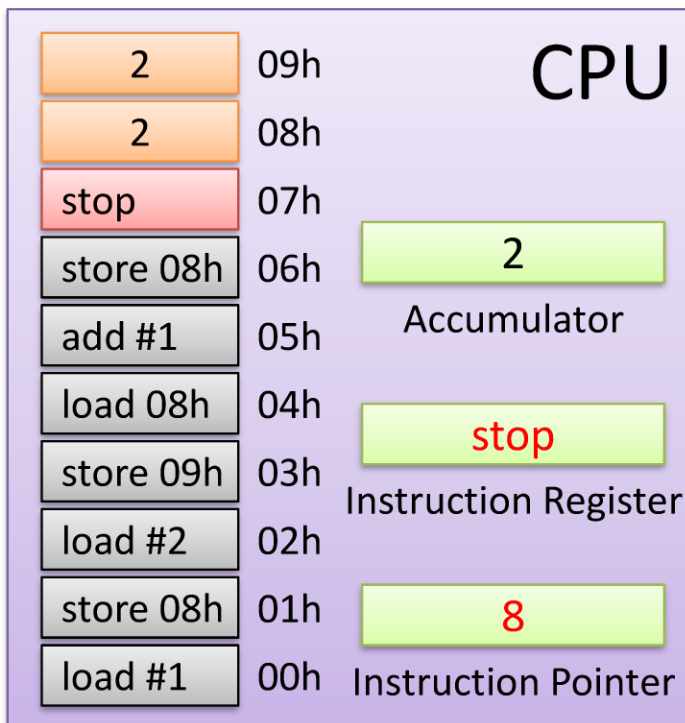 CPU
2 09h
2 08h
stop 07h
store 08h 06h
add #1 05h
load 08h 04h
store 09h 03h
load #2 02h
store 08h 01h
load #1 00h
2
Accumulator
stop
Instruction Register
8
Instruction Pointer